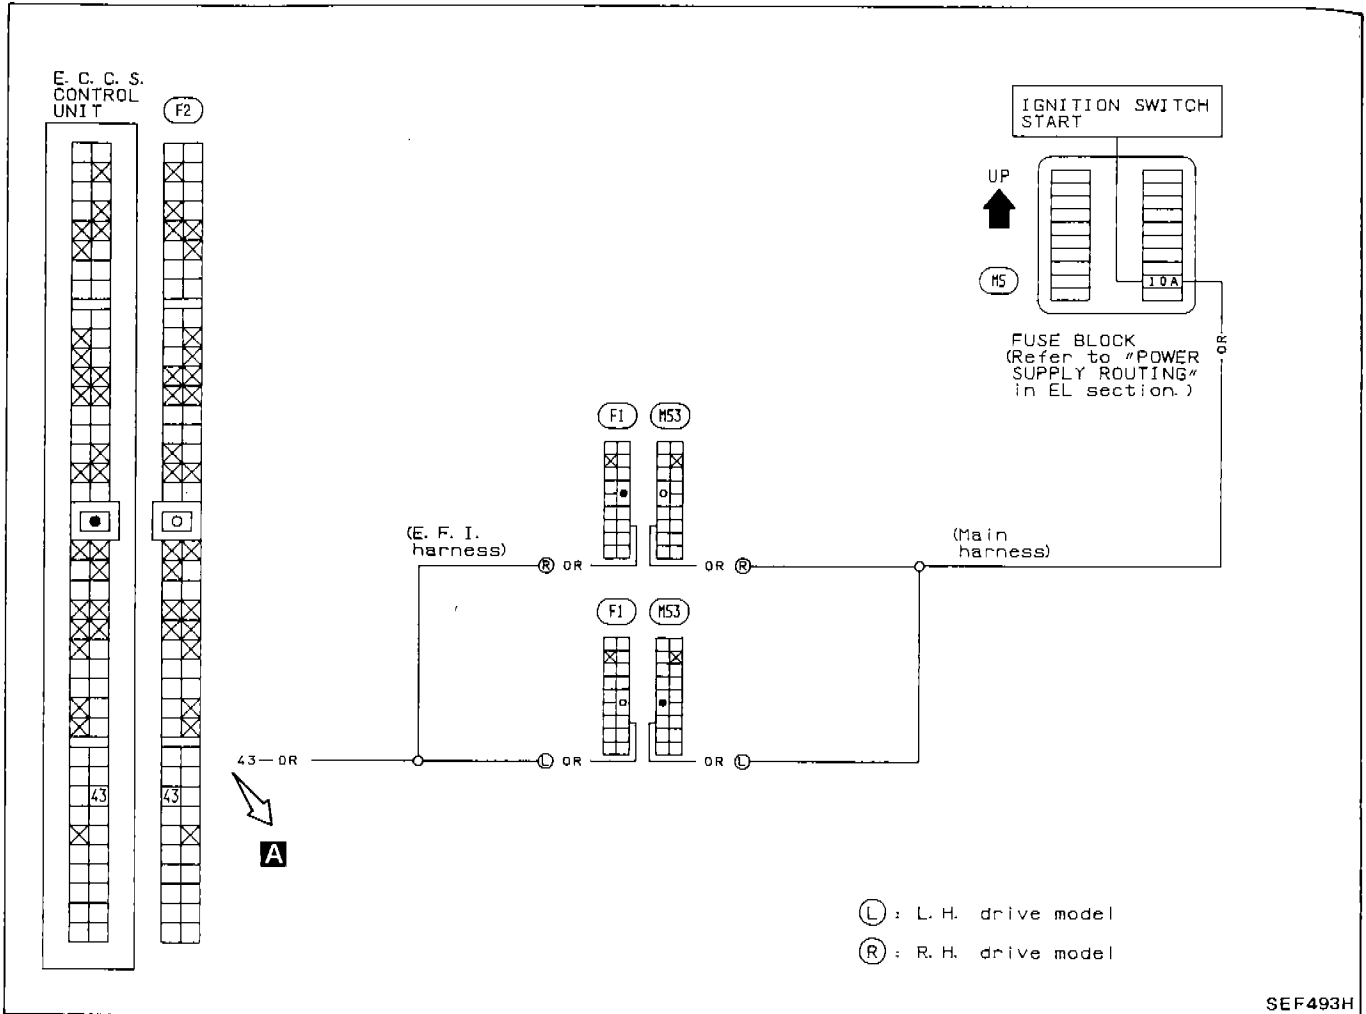 E. C. C. S.
CONTROL
UNIT
F2
IGNITION SWITCH
START
UP
M5
10A
FUSE BLOCK
(Refer to "POWER
SUPPLY ROUTING"
in EL section.)
OR
F1
M53
(E. F. I.
harness)
(Main
harness)
R OR
OR R
F1
M53
43—OR
L OR
OR L
43
43
A
L : L. H. drive model
R : R. H. drive model
SEF493H